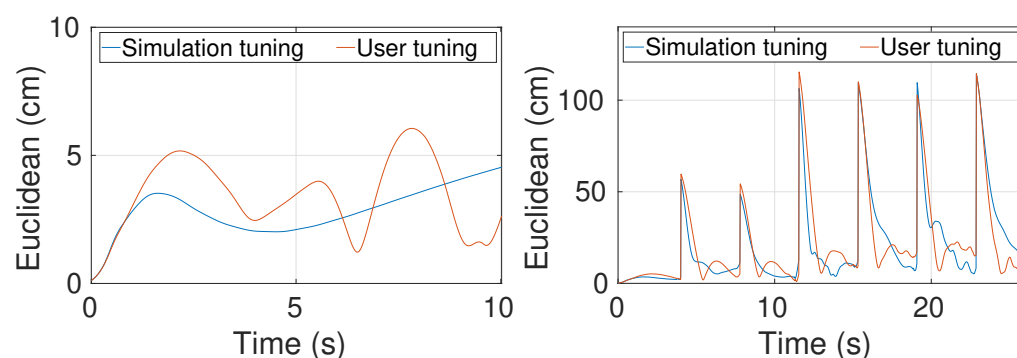 10
Simulation tuning User tuning
5
0
0 5 10
Euclidean (cm)
Time (s)
Simulation tuning User tuning
100
50
0
0 10 20
Euclidean (cm)
Time (s)